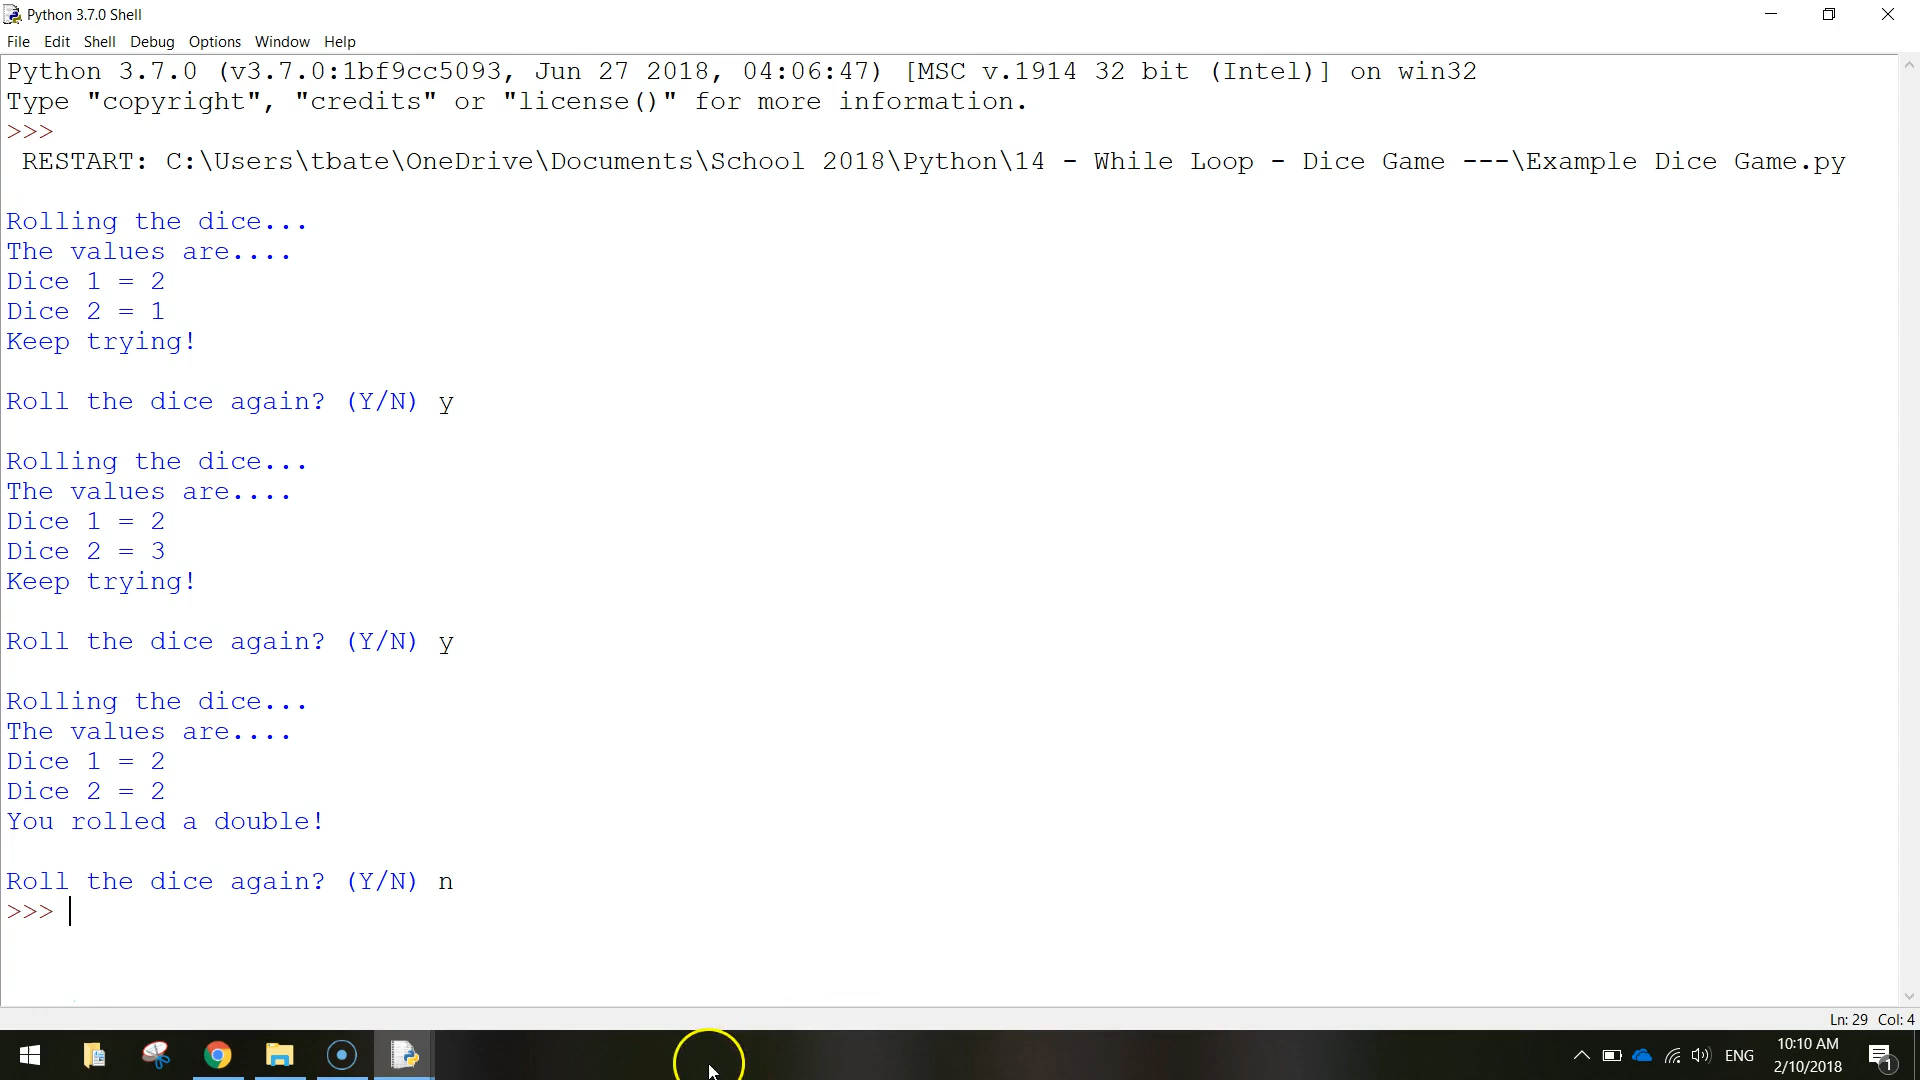 Python 3.7.0 Shell
File Edit Shell Debug Options Window Help
Python 3.7.0 (v3.7.0:1bf9cc5093, Jun 27 2018, 04:06:47) [MSC v.1914 32 bit (Intel)] on win32
Type "copyright", "credits" or "license()" for more information.
>>>
RESTART: C:\Users\tbate\OneDrive\Documents\School 2018\Python\14 - While Loop - Dice Game ---\Example Dice Game.py
Rolling the dice...
The values are....
Dice 1 = 2
Dice 2 = 1
Keep trying!
Roll the dice again? (Y/N) y
Rolling the dice...
The values are....
Dice 1 = 2
Dice 2 = 3
Keep trying!
Roll the dice again? (Y/N) y
Rolling the dice...
The values are....
Dice 1 = 2
Dice 2 = 2
You rolled a double!
Roll the dice again? (Y/N) n
>>>
Ln: 29 Col: 4
ENG
10:10 AM
2/10/2018
1